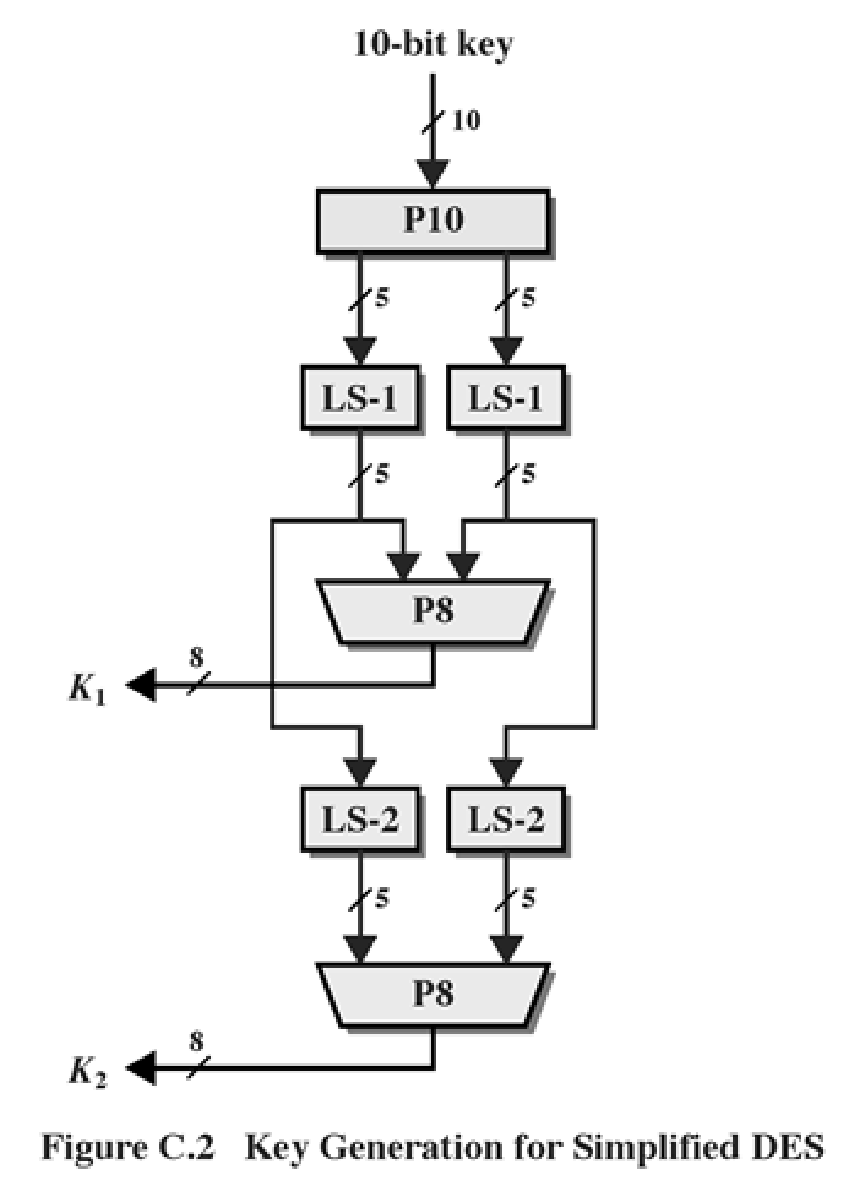 10-bit key
10
P10
5 5
LS-1 LS-1
5 5
P8
8
K1
LS-2 LS-2
5 5
P8
8
K2
Figure C.2 Key Generation for Simplified DES